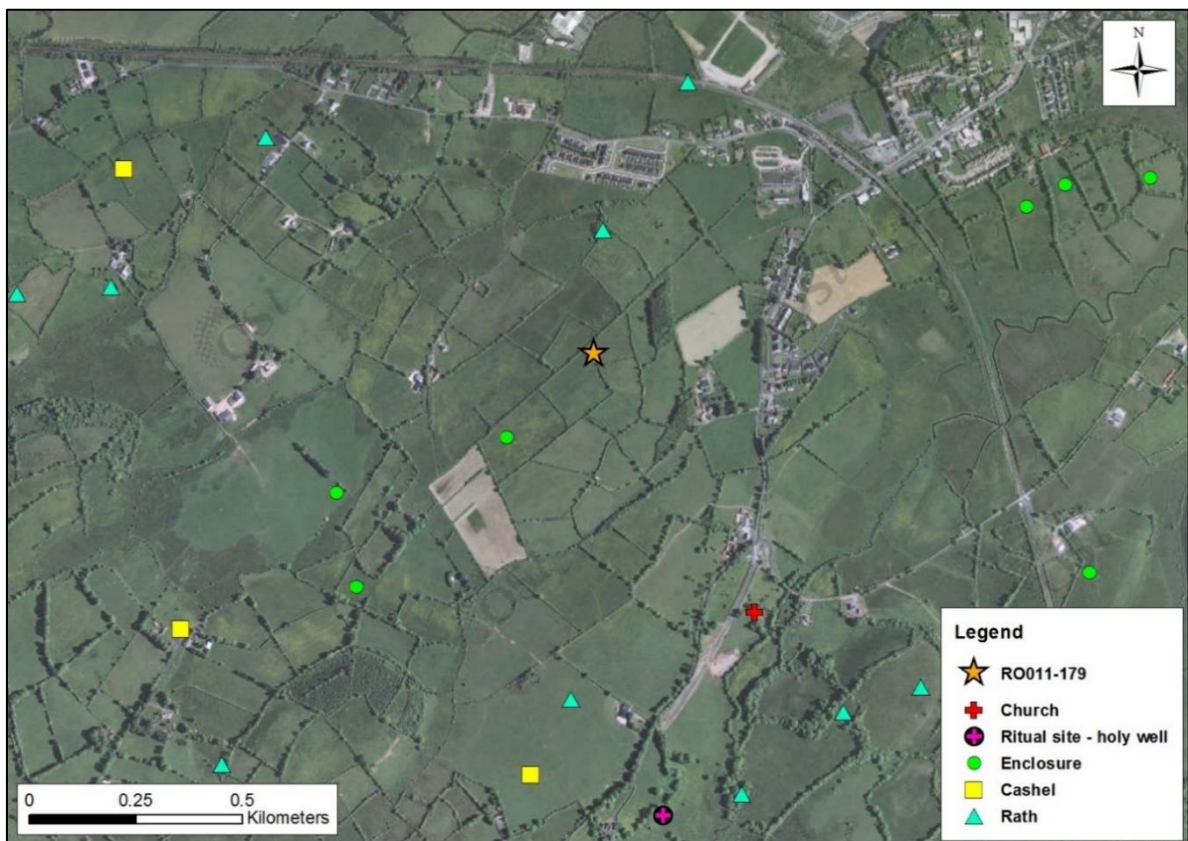 N
Legend
RO011-179
Church
Ritual site - holy well
Enclosure
Cashel
Rath
0 0.25 0.5
Kilometers